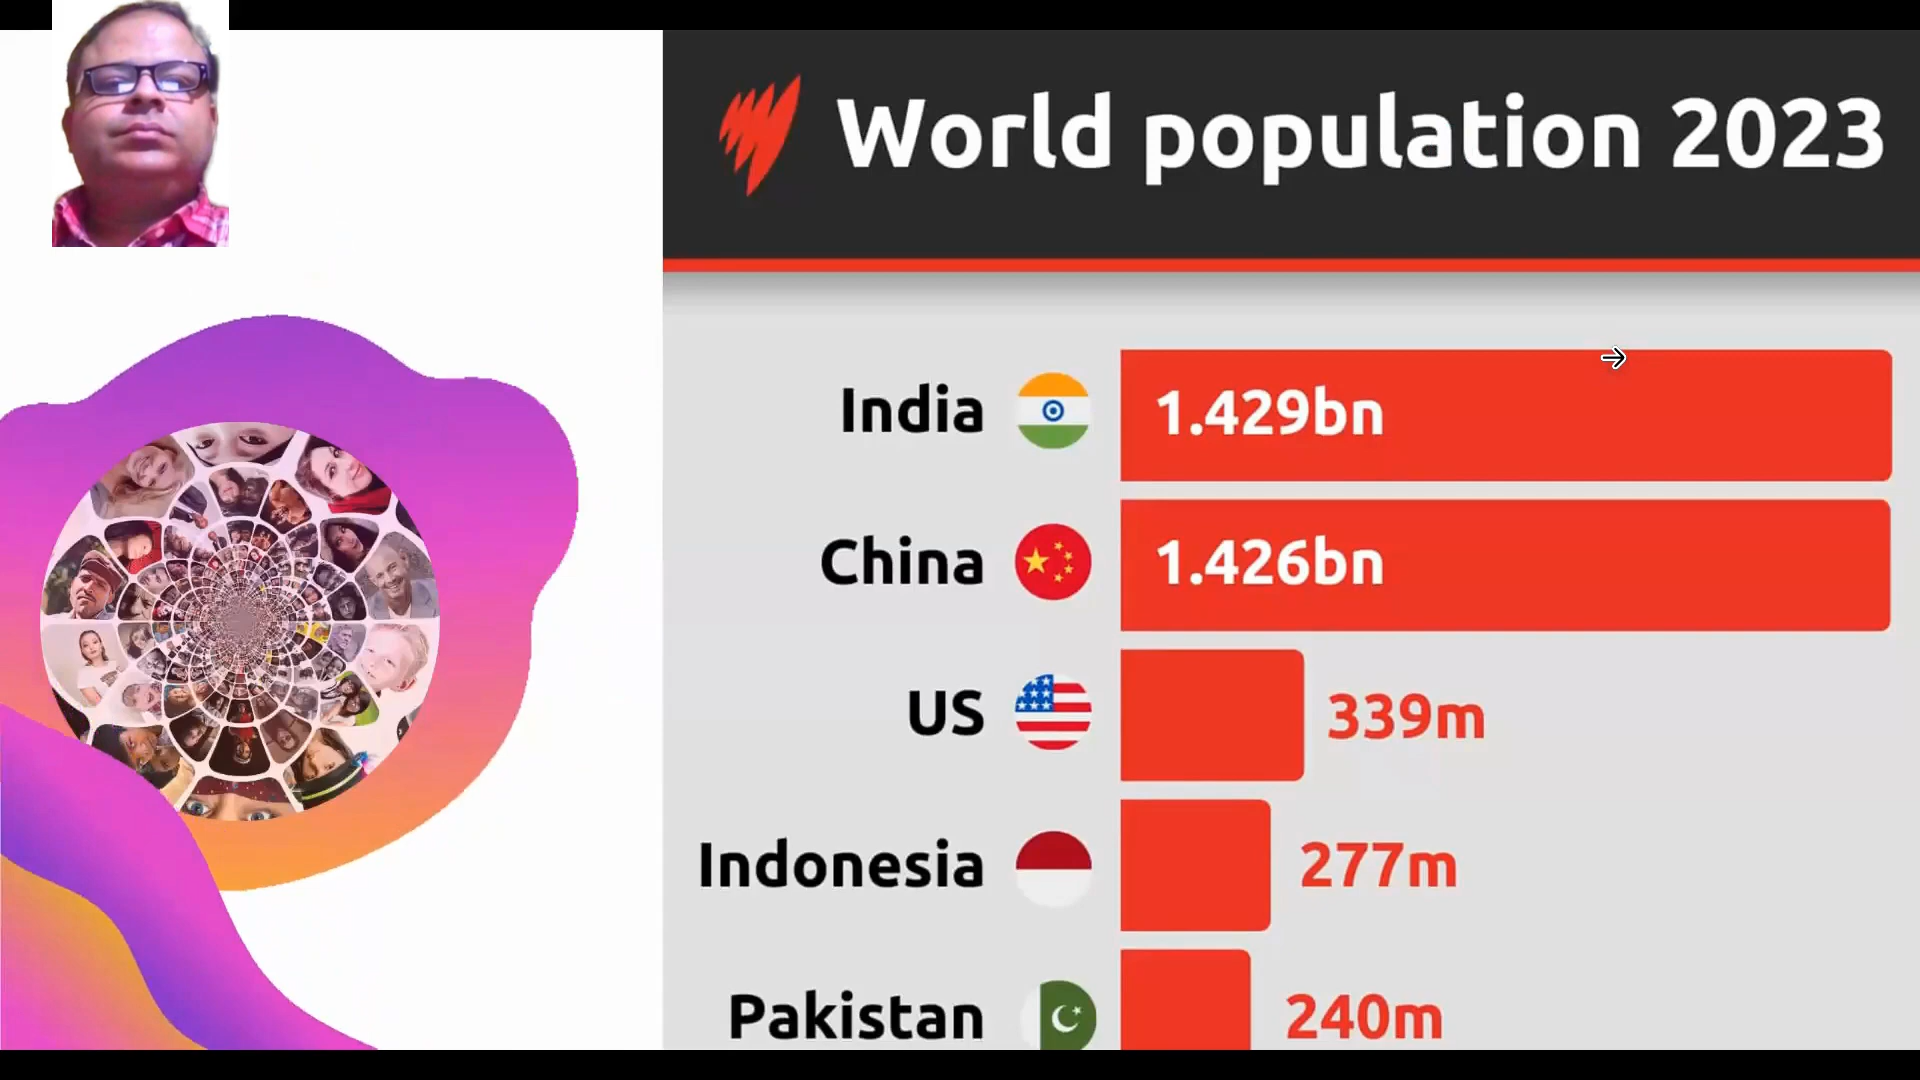 World population 2023
India 1.429bn
China 1.426bn
US 339m
Indonesia 277m
Pakistan 240m